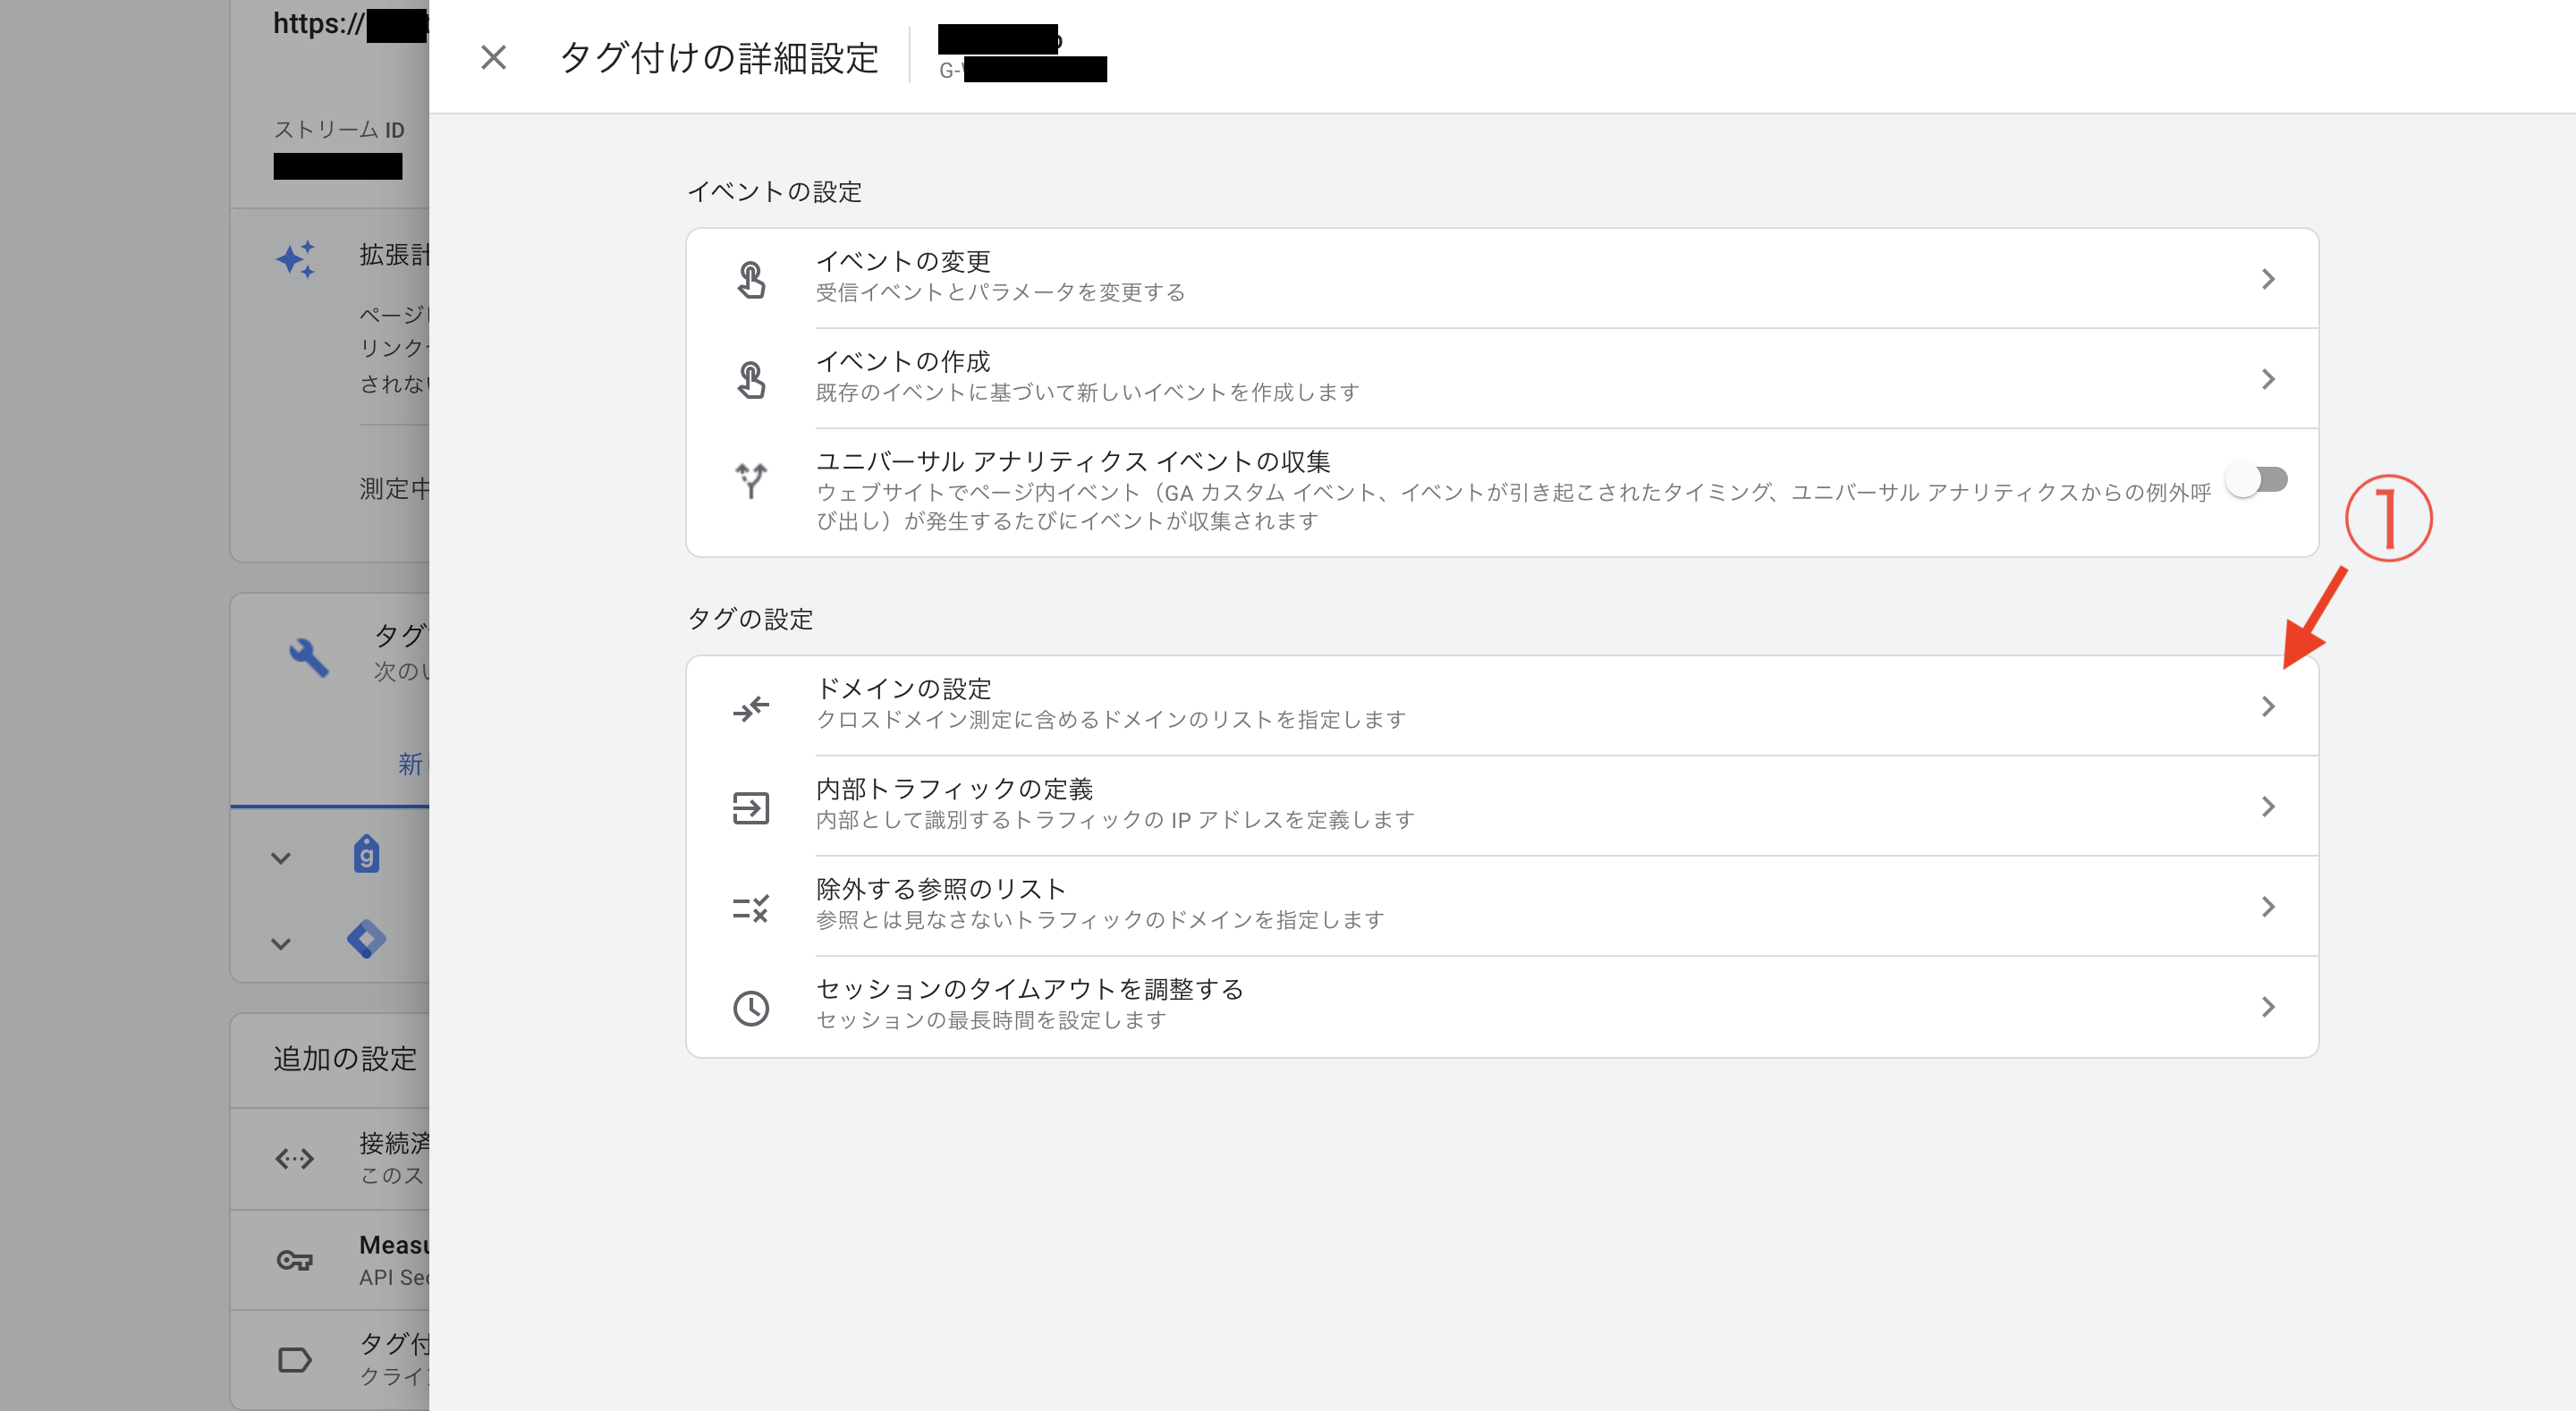 https://
ストリーム ID
拡張計
ページ
リンク
されない
測定中
タグ
次のい
新
g
追加の設定
接続済
このス
Measu
API Sec
タグ付
クライ
タグ付けの詳細設定
G-
イベントの設定
イベントの変更
受信イベントとパラメータを変更する
イベントの作成
既存のイベントに基づいて新しいイベントを作成します
ユニバーサル アナリティクス イベントの収集
ウェブサイトでページ内イベント（GA カスタム イベント、イベントが引き起こされたタイミング、ユニバーサル アナリティクスからの例外呼
び出し）が発生するたびにイベントが収集されます
①
タグの設定
ドメインの設定
クロスドメイン測定に含めるドメインのリストを指定します
内部トラフィックの定義
内部として識別するトラフィックの IP アドレスを定義します
除外する参照のリスト
参照とは見なさないトラフィックのドメインを指定します
セッションのタイムアウトを調整する
セッションの最長時間を設定します